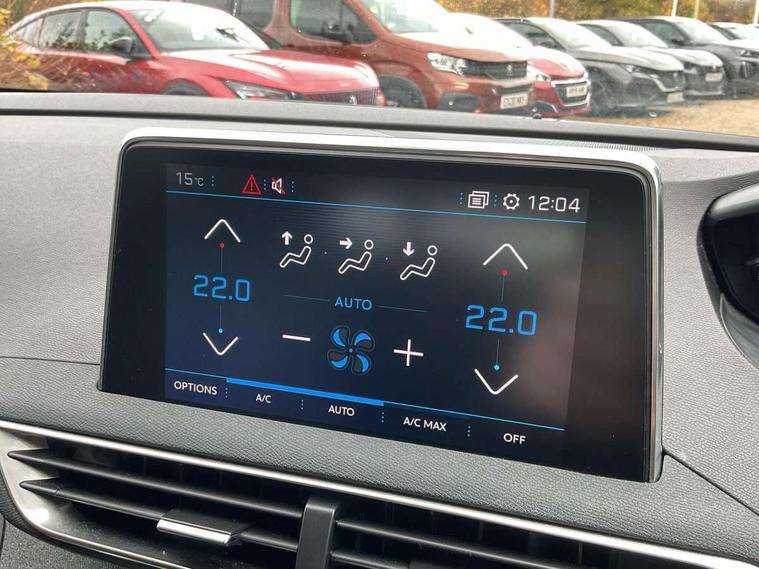 15°C 12:04
22.0
AUTO
22.0
OPTIONS A/C AUTO A/C MAX OFF